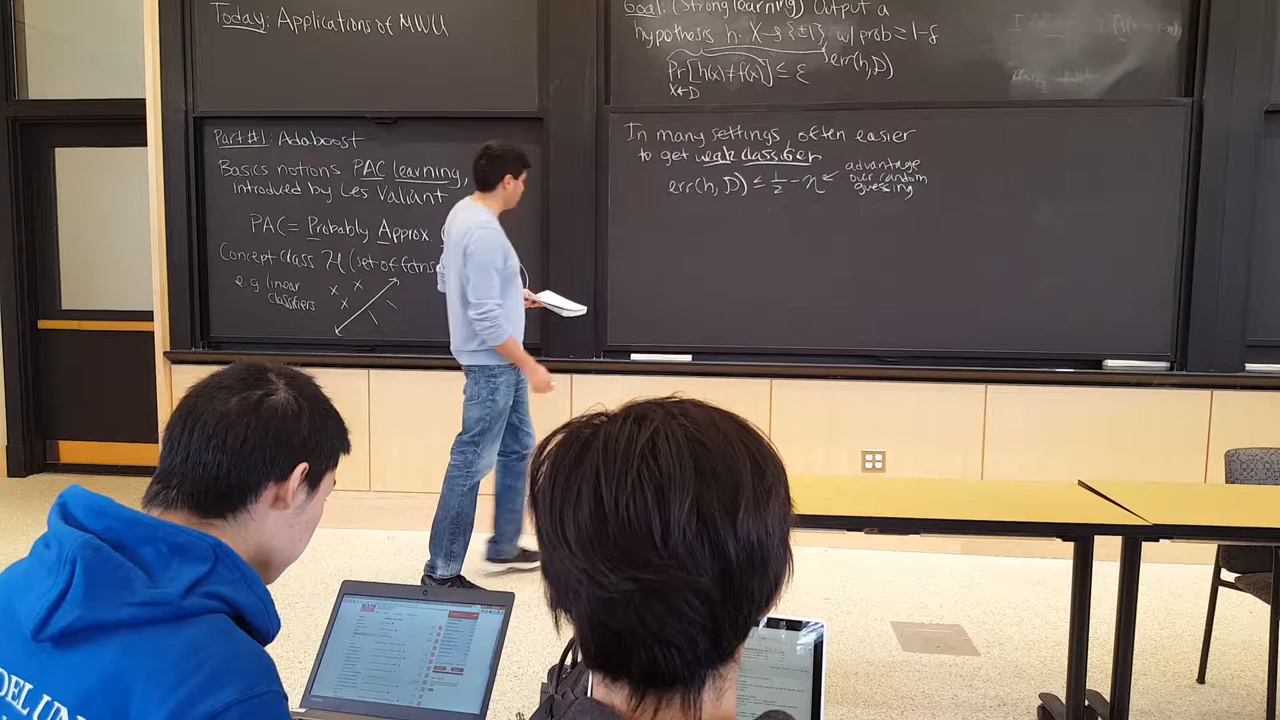 Today: Applications of MWU
Part #1: Adaboost
Basics notions PAC learning,
introduced by Les Valiant
PAC = Probably Approx.
Concept class H (set of fctns
e.g. linear
classifiers
Goal: (Strong learning) Output a
hypothesis h: X→{±1} w/ prob ≥ 1-δ
Pr[h(x)≠f(x)] ≤ ε
x←D
err(h,D)
In many settings, often easier
to get weak classifier
err(h, D) ≤ 1/2 - η ← advantage
over random
guessing
DEL UN